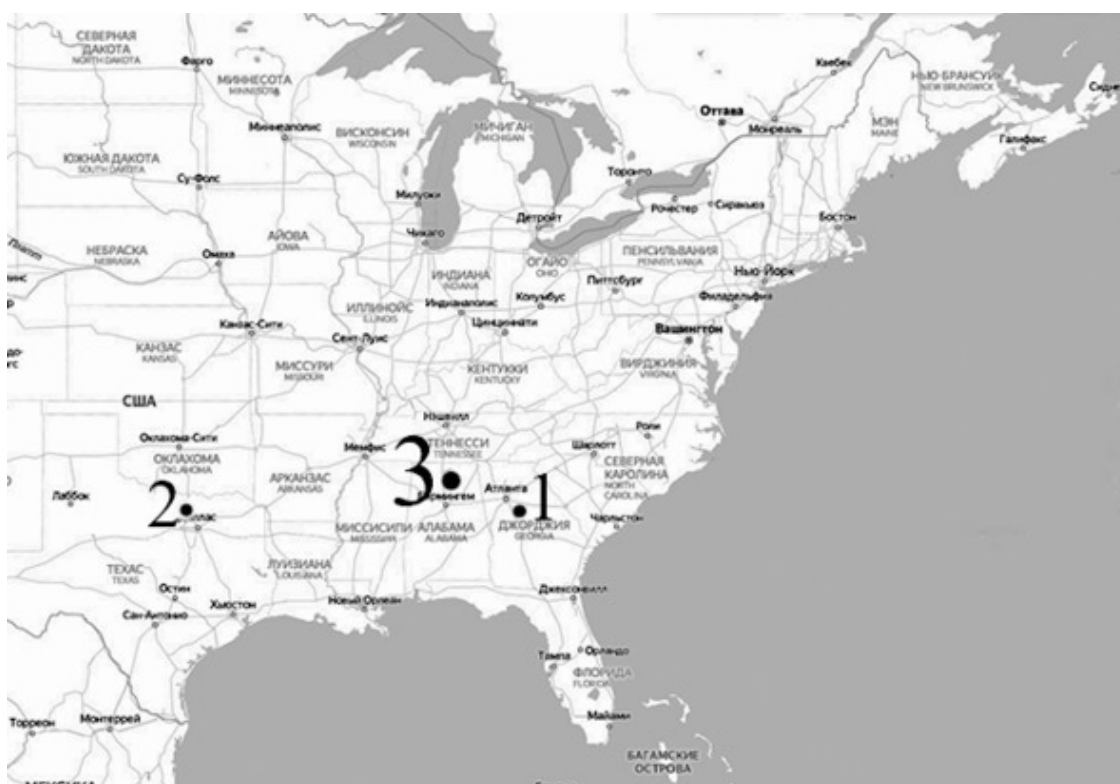 СЕВЕРНАЯ
ДАКОТА
NORTH DAKOTA
Фарго
МИННЕСОТА
MINNESOTA
Миннеаполис
ВИСКОНСИН
WISCONSIN
МИЧИГАН
MICHIGAN
Оттава
Монреаль
Квебек
НЬЮ-БРАНСУИК
NEW BRUNSWICK
МЭН
MAINE
Галифакс
ЮЖНАЯ ДАКОТА
SOUTH DAKOTA
Су-Фолс
Милуоки
Чикаго
Детройт
Торонто
Рочестер
Сиракьюз
Бостон
Платт
НЕБРАСКА
NEBRASKA
Омаха
АЙОВА
IOWA
ОГАЙО
OHIO
ПЕНСИЛЬВАНИЯ
PENNSYLVANIA
Нью-Йорк
ИНДИАНА
INDIANA
Питтсбург
Филадельфия
ИЛЛИНОЙС
ILLINOIS
Индианаполис
Колумбус
Цинциннати
Вашингтон
Канзас-Сити
Сент-Луис
КАНЗАС
KANSAS
МИССУРИ
MISSOURI
КЕНТУККИ
KENTUCKY
ВИРДЖИНИЯ
VIRGINIA
США
Нэшвилл
Оклахома-Сити
ОКЛАХОМА
OKLAHOMA
Мемфис
3
ТЕННЕССИ
TENNESSEE
Шарлотт
Роли
СЕВЕРНАЯ
КАРОЛИНА
NORTH
CAROLINA
Лаббок
2
АРКАНЗАС
ARKANSAS
Атланта
1
МИССИСИПИ
MISSISSIPPI
АЛАБАМА
ALABAMA
ДЖОРДЖИЯ
GEORGIA
Чарльстон
ТЕХАС
TEXAS
ЛУИЗИАНА
LOUISIANA
Остин
Сан-Антонио
Хьюстон
Новый Орлеан
Джексонвилл
Тампа
Орландо
ФЛОРИДА
FLORIDA
Майами
Торреон
Монтеррей
БАГАМСКИЕ
ОСТРОВА